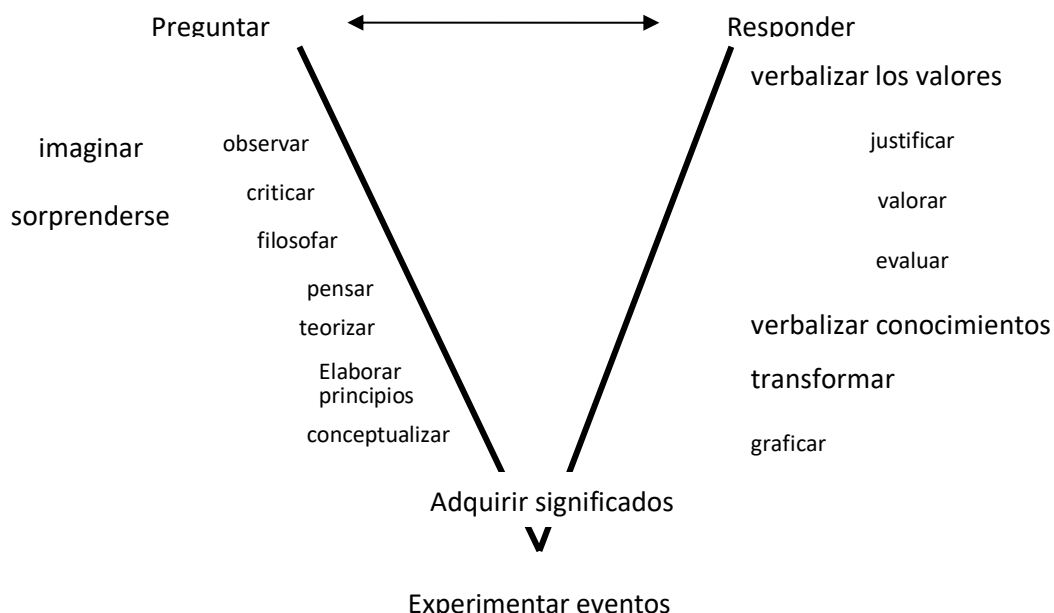 Preguntar
Responder
verbalizar los valores
imaginar
observar
justificar
criticar
valorar
sorprenderse
filosofar
evaluar
pensar
teorizar
verbalizar conocimientos
Elaborar
principios
transformar
conceptualizar
graficar
Adquirir significados
Experimentar eventos